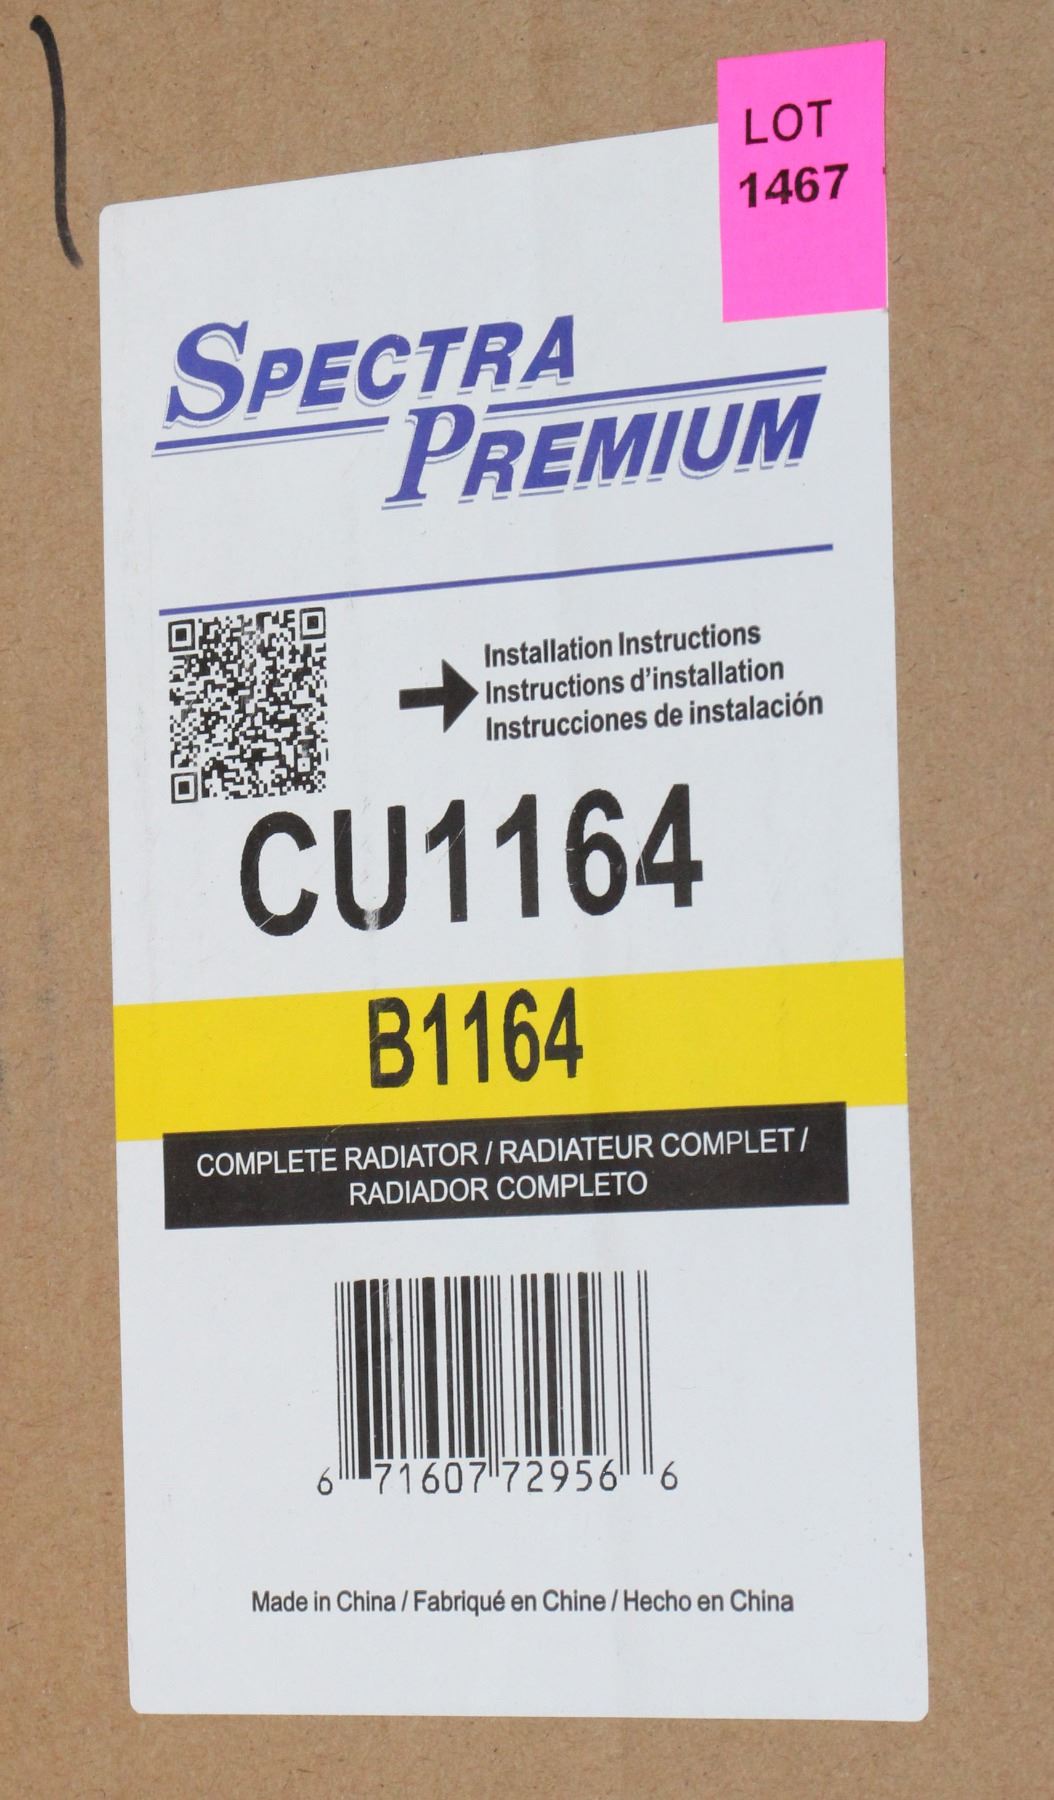 LOT
1467
SPECTRA
PREMIUM
Installation Instructions
Instructions d'installation
Instrucciones de instalación
CU1164
B1164
COMPLETE RADIATOR / RADIATEUR COMPLET /
RADIADOR COMPLETO
6 71607 72956 6
Made in China / Fabriqué en Chine / Hecho en China